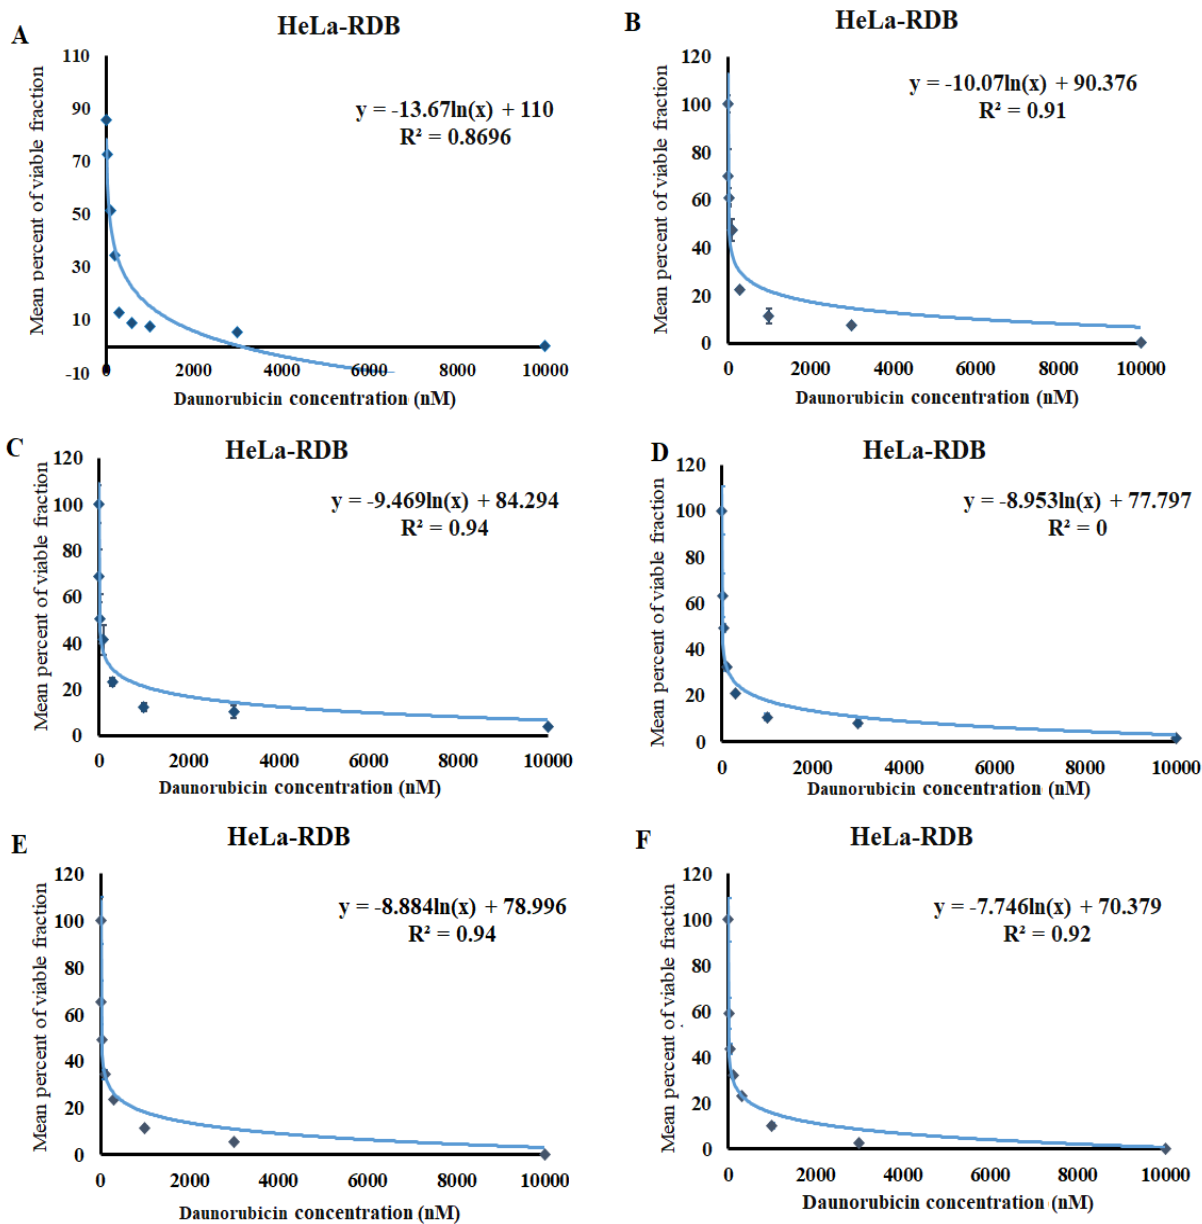 A
HeLa-RDB
Mean percent of viable fraction
110
90
70
50
30
10
-10
y = -13.67ln(x) + 110
R² = 0.8696
0 2000 4000 6000 8000 10000
Daunorubicin concentration (nM)
B
HeLa-RDB
Mean percent of viable fraction
120
100
80
60
40
20
0
y = -10.07ln(x) + 90.376
R² = 0.91
0 2000 4000 6000 8000 10000
Daunorubicin concentration (nM)
C
HeLa-RDB
Mean percent of viable fraction
120
100
80
60
40
20
0
y = -9.469ln(x) + 84.294
R² = 0.94
0 2000 4000 6000 8000 10000
Daunorubicin concentration (nM)
D
HeLa-RDB
Mean percent of viable fraction
120
100
80
60
40
20
0
y = -8.953ln(x) + 77.797
R² = 0
0 2000 4000 6000 8000 10000
Daunorubicin concentration (nM)
E
HeLa-RDB
Mean percent of viable fraction
120
100
80
60
40
20
0
y = -8.884ln(x) + 78.996
R² = 0.94
0 2000 4000 6000 8000 10000
Daunorubicin concentration (nM)
F
HeLa-RDB
Mean percent of viable fraction
120
100
80
60
40
20
0
y = -7.746ln(x) + 70.379
R² = 0.92
0 2000 4000 6000 8000 10000
Daunorubicin concentration (nM)